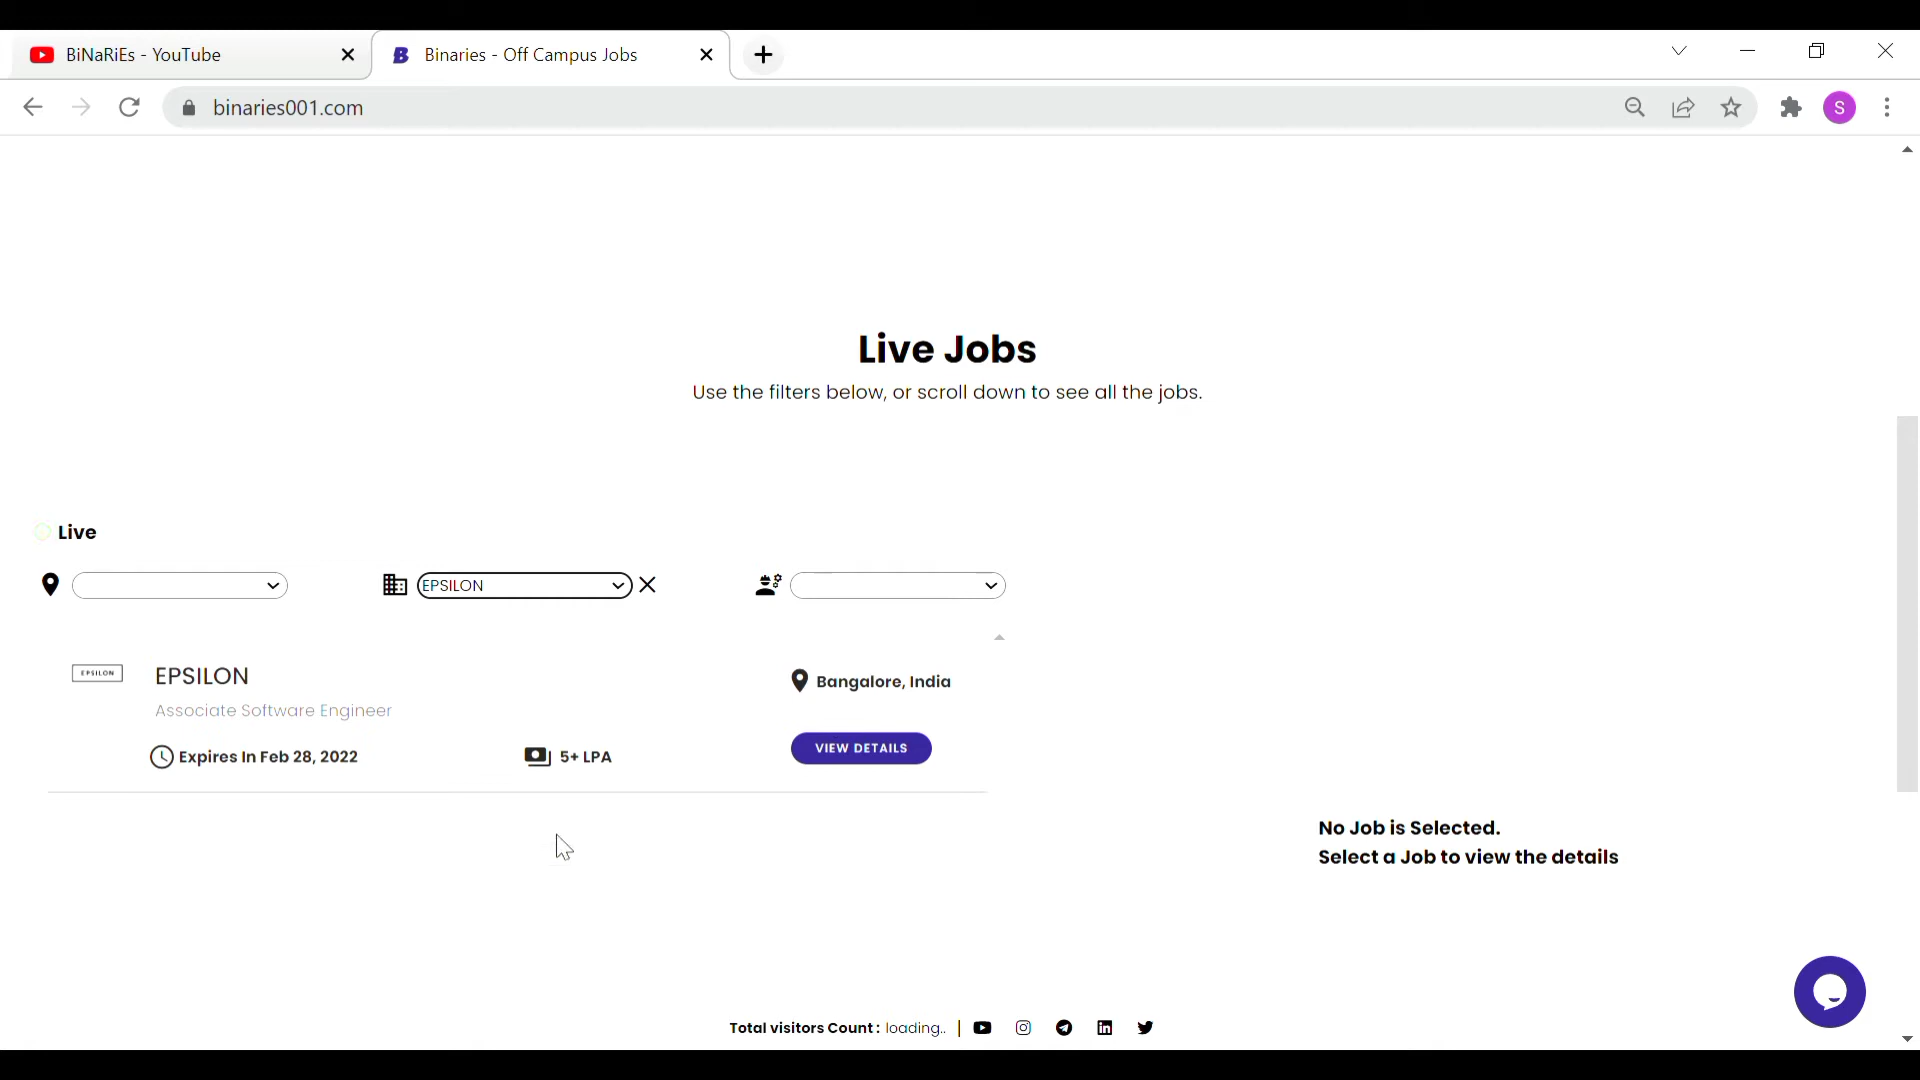 BiNaRiEs - YouTube
Binaries - Off Campus Jobs
binaries001.com
S
Live Jobs
Use the filters below, or scroll down to see all the jobs.
Live
EPSILON
EPSILON
EPSILON
Bangalore, India
Associate Software Engineer
Expires In Feb 28, 2022
5+ LPA
VIEW DETAILS
No Job is Selected.
Select a Job to view the details
Total visitors Count : loading.. |